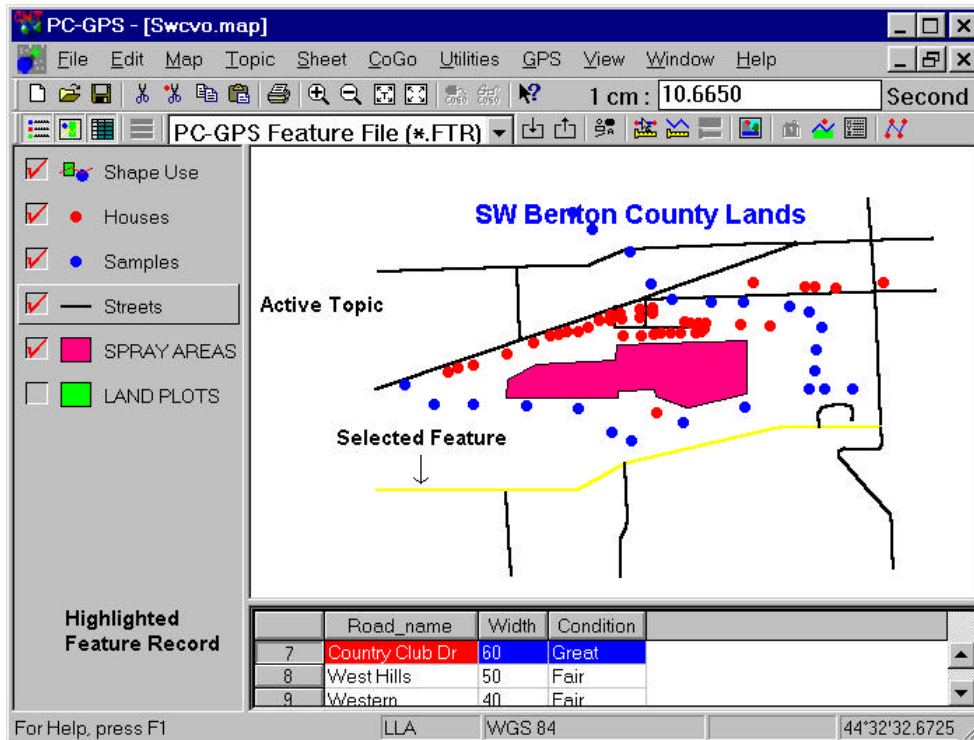 PC-GPS - [Swcvo.map]
File Edit Map Topic Sheet CoGo Utilities GPS View Window Help
1 cm : 10.6650 Second
PC-GPS Feature File (*.FTR)
Shape Use
Houses
Samples
Streets
SPRAY AREAS
LAND PLOTS
SW Benton County Lands
Active Topic
Selected Feature
Highlighted
Feature Record
Road_name Width Condition
7 Country Club Dr 60 Great
8 West Hills 50 Fair
9 Western 40 Fair
For Help, press F1 LLA WGS 84 44°32'32.6725